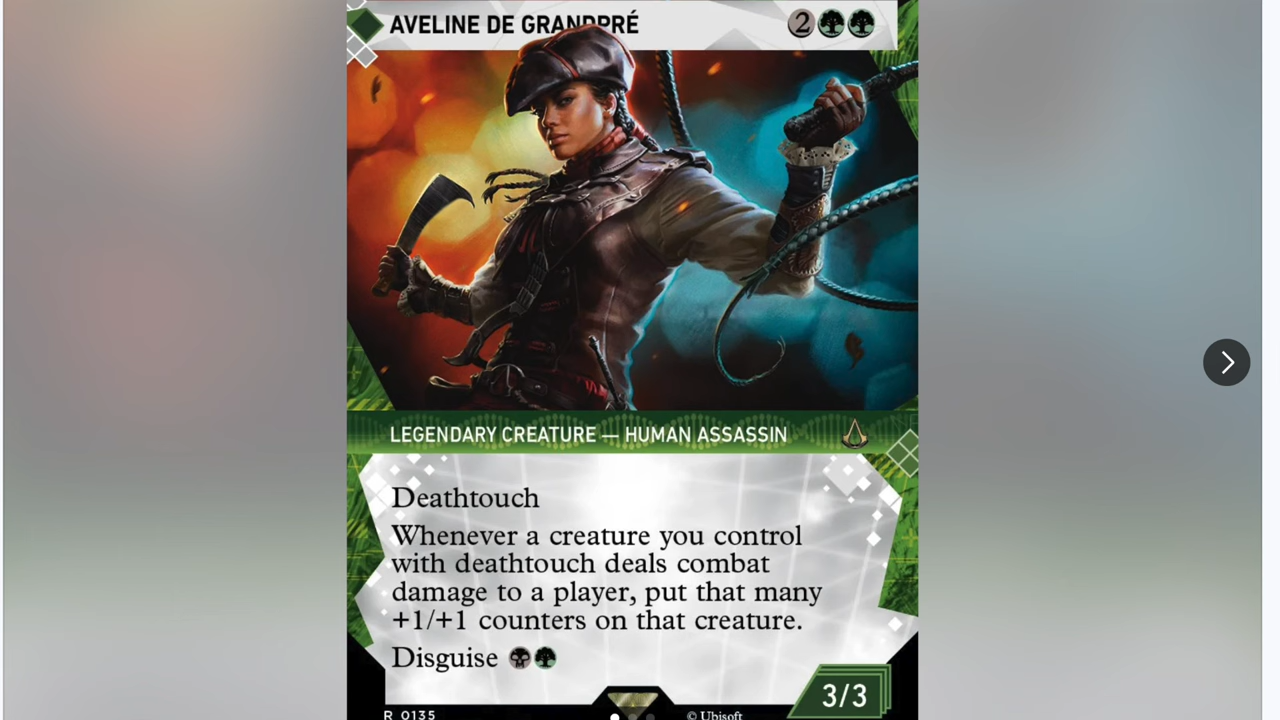 AVELINE DE GRANDPRÉ 2
LEGENDARY CREATURE — HUMAN ASSASSIN
Deathtouch
Whenever a creature you control
with deathtouch deals combat
damage to a player, put that many
+1/+1 counters on that creature.
Disguise
3/3
R 0135 © Ubisoft